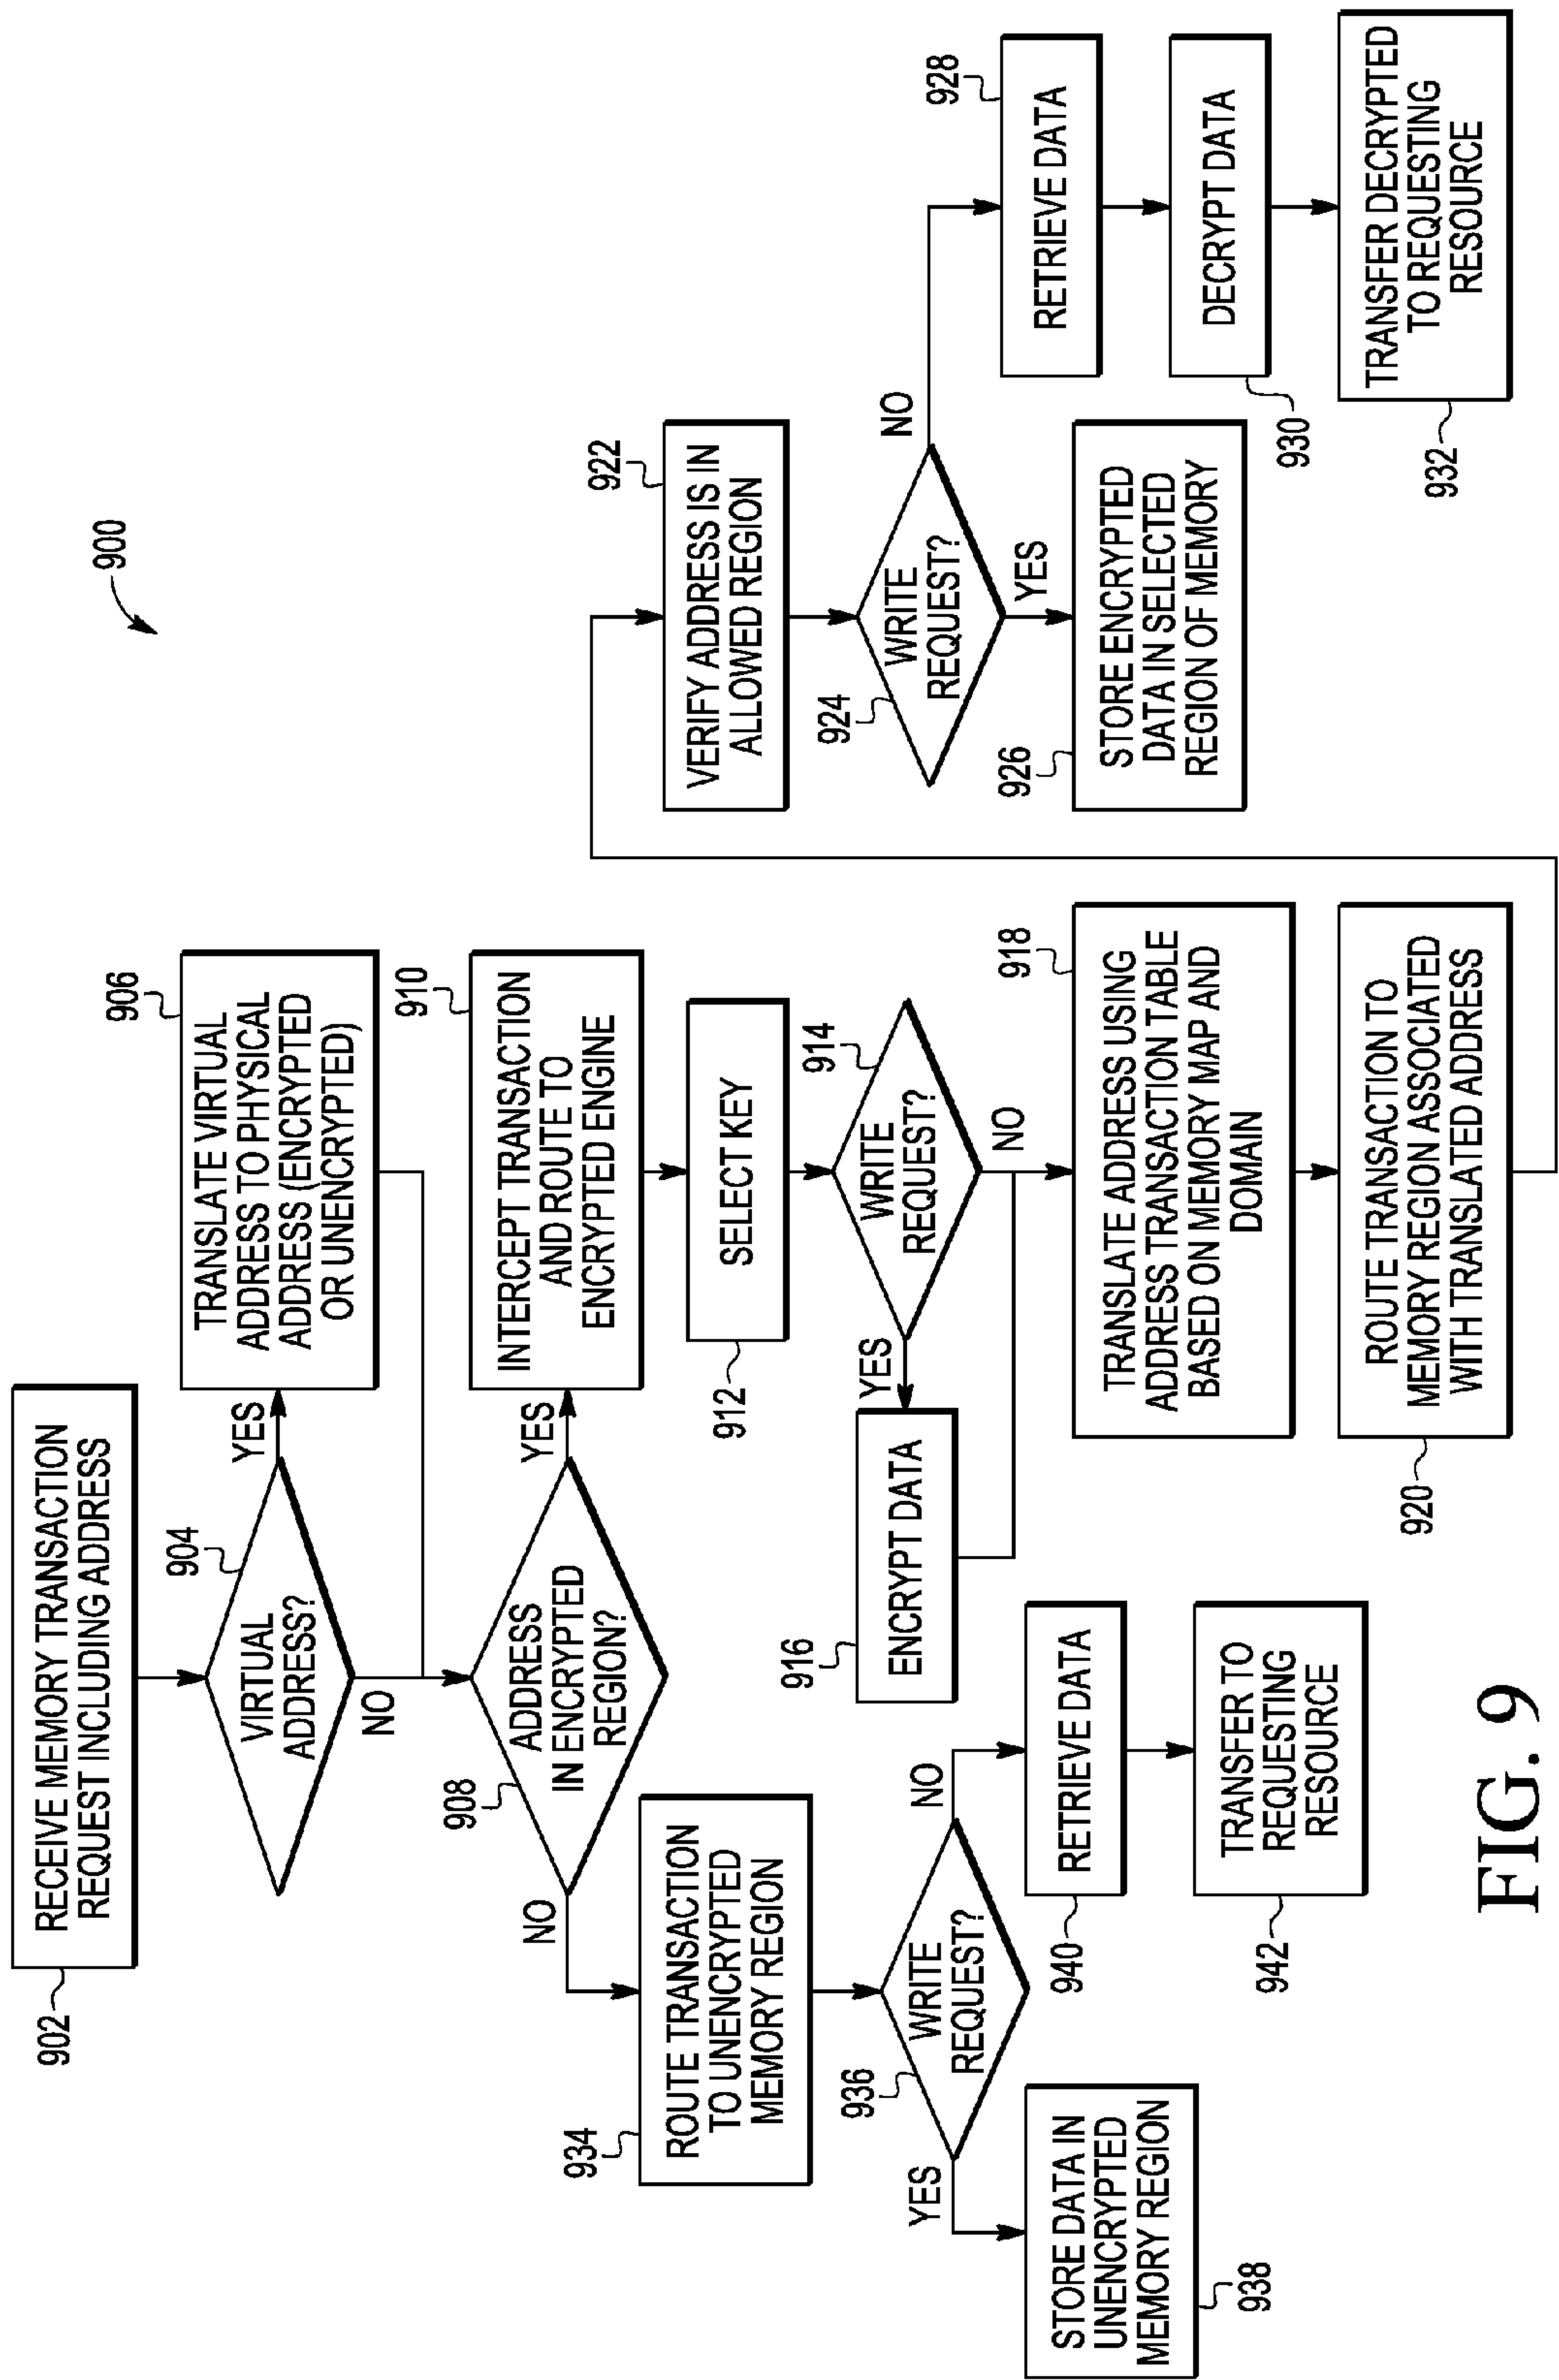 900
902
RECEIVE MEMORY TRANSACTION
REQUEST INCLUDING ADDRESS
904
VIRTUAL
ADDRESS?
YES
NO
906
TRANSLATE VIRTUAL
ADDRESS TO PHYSICAL
ADDRESS (ENCRYPTED
OR UNENCRYPTED)
908
ADDRESS
IN ENCRYPTED
REGION?
YES
NO
910
INTERCEPT TRANSACTION
AND ROUTE TO
ENCRYPTED ENGINE
912
SELECT KEY
914
WRITE
REQUEST?
YES
NO
916
ENCRYPT DATA
918
TRANSLATE ADDRESS USING
ADDRESS TRANSACTION TABLE
BASED ON MEMORY MAP AND
DOMAIN
920
ROUTE TRANSACTION TO
MEMORY REGION ASSOCIATED
WITH TRANSLATED ADDRESS
922
VERIFY ADDRESS IS IN
ALLOWED REGION
924
WRITE
REQUEST?
YES
NO
926
STORE ENCRYPTED
DATA IN SELECTED
REGION OF MEMORY
928
RETRIEVE DATA
930
DECRYPT DATA
932
TRANSFER DECRYPTED
TO REQUESTING
RESOURCE
934
ROUTE TRANSACTION
TO UNENCRYPTED
MEMORY REGION
936
WRITE
REQUEST?
YES
NO
938
STORE DATA IN
UNENCRYPTED
MEMORY REGION
940
RETRIEVE DATA
942
TRANSFER TO
REQUESTING
RESOURCE
FIG. 9